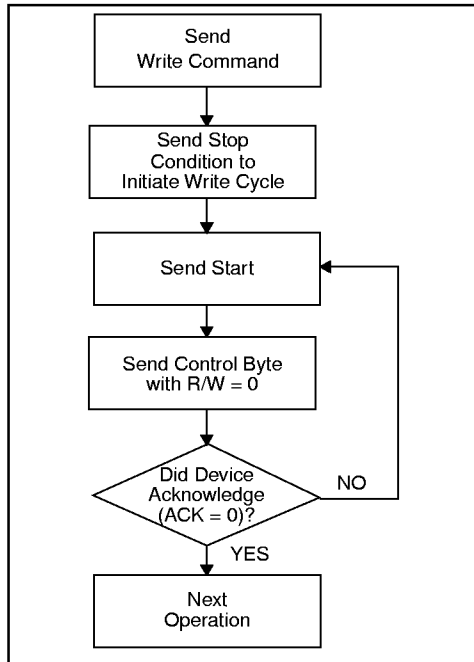 Send
Write Command
Send Stop
Condition to
Initiate Write Cycle
Send Start
Send Control Byte
with R/W = 0
Did Device
Acknowledge
(ACK = 0)?
NO
YES
Next
Operation